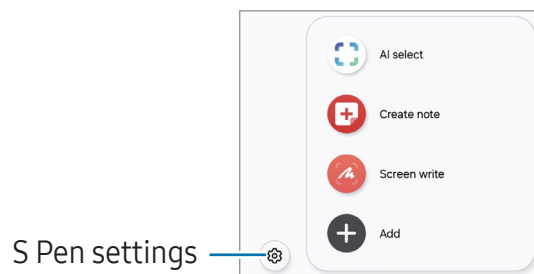 AI select
Create note
Screen write
Add
S Pen settings